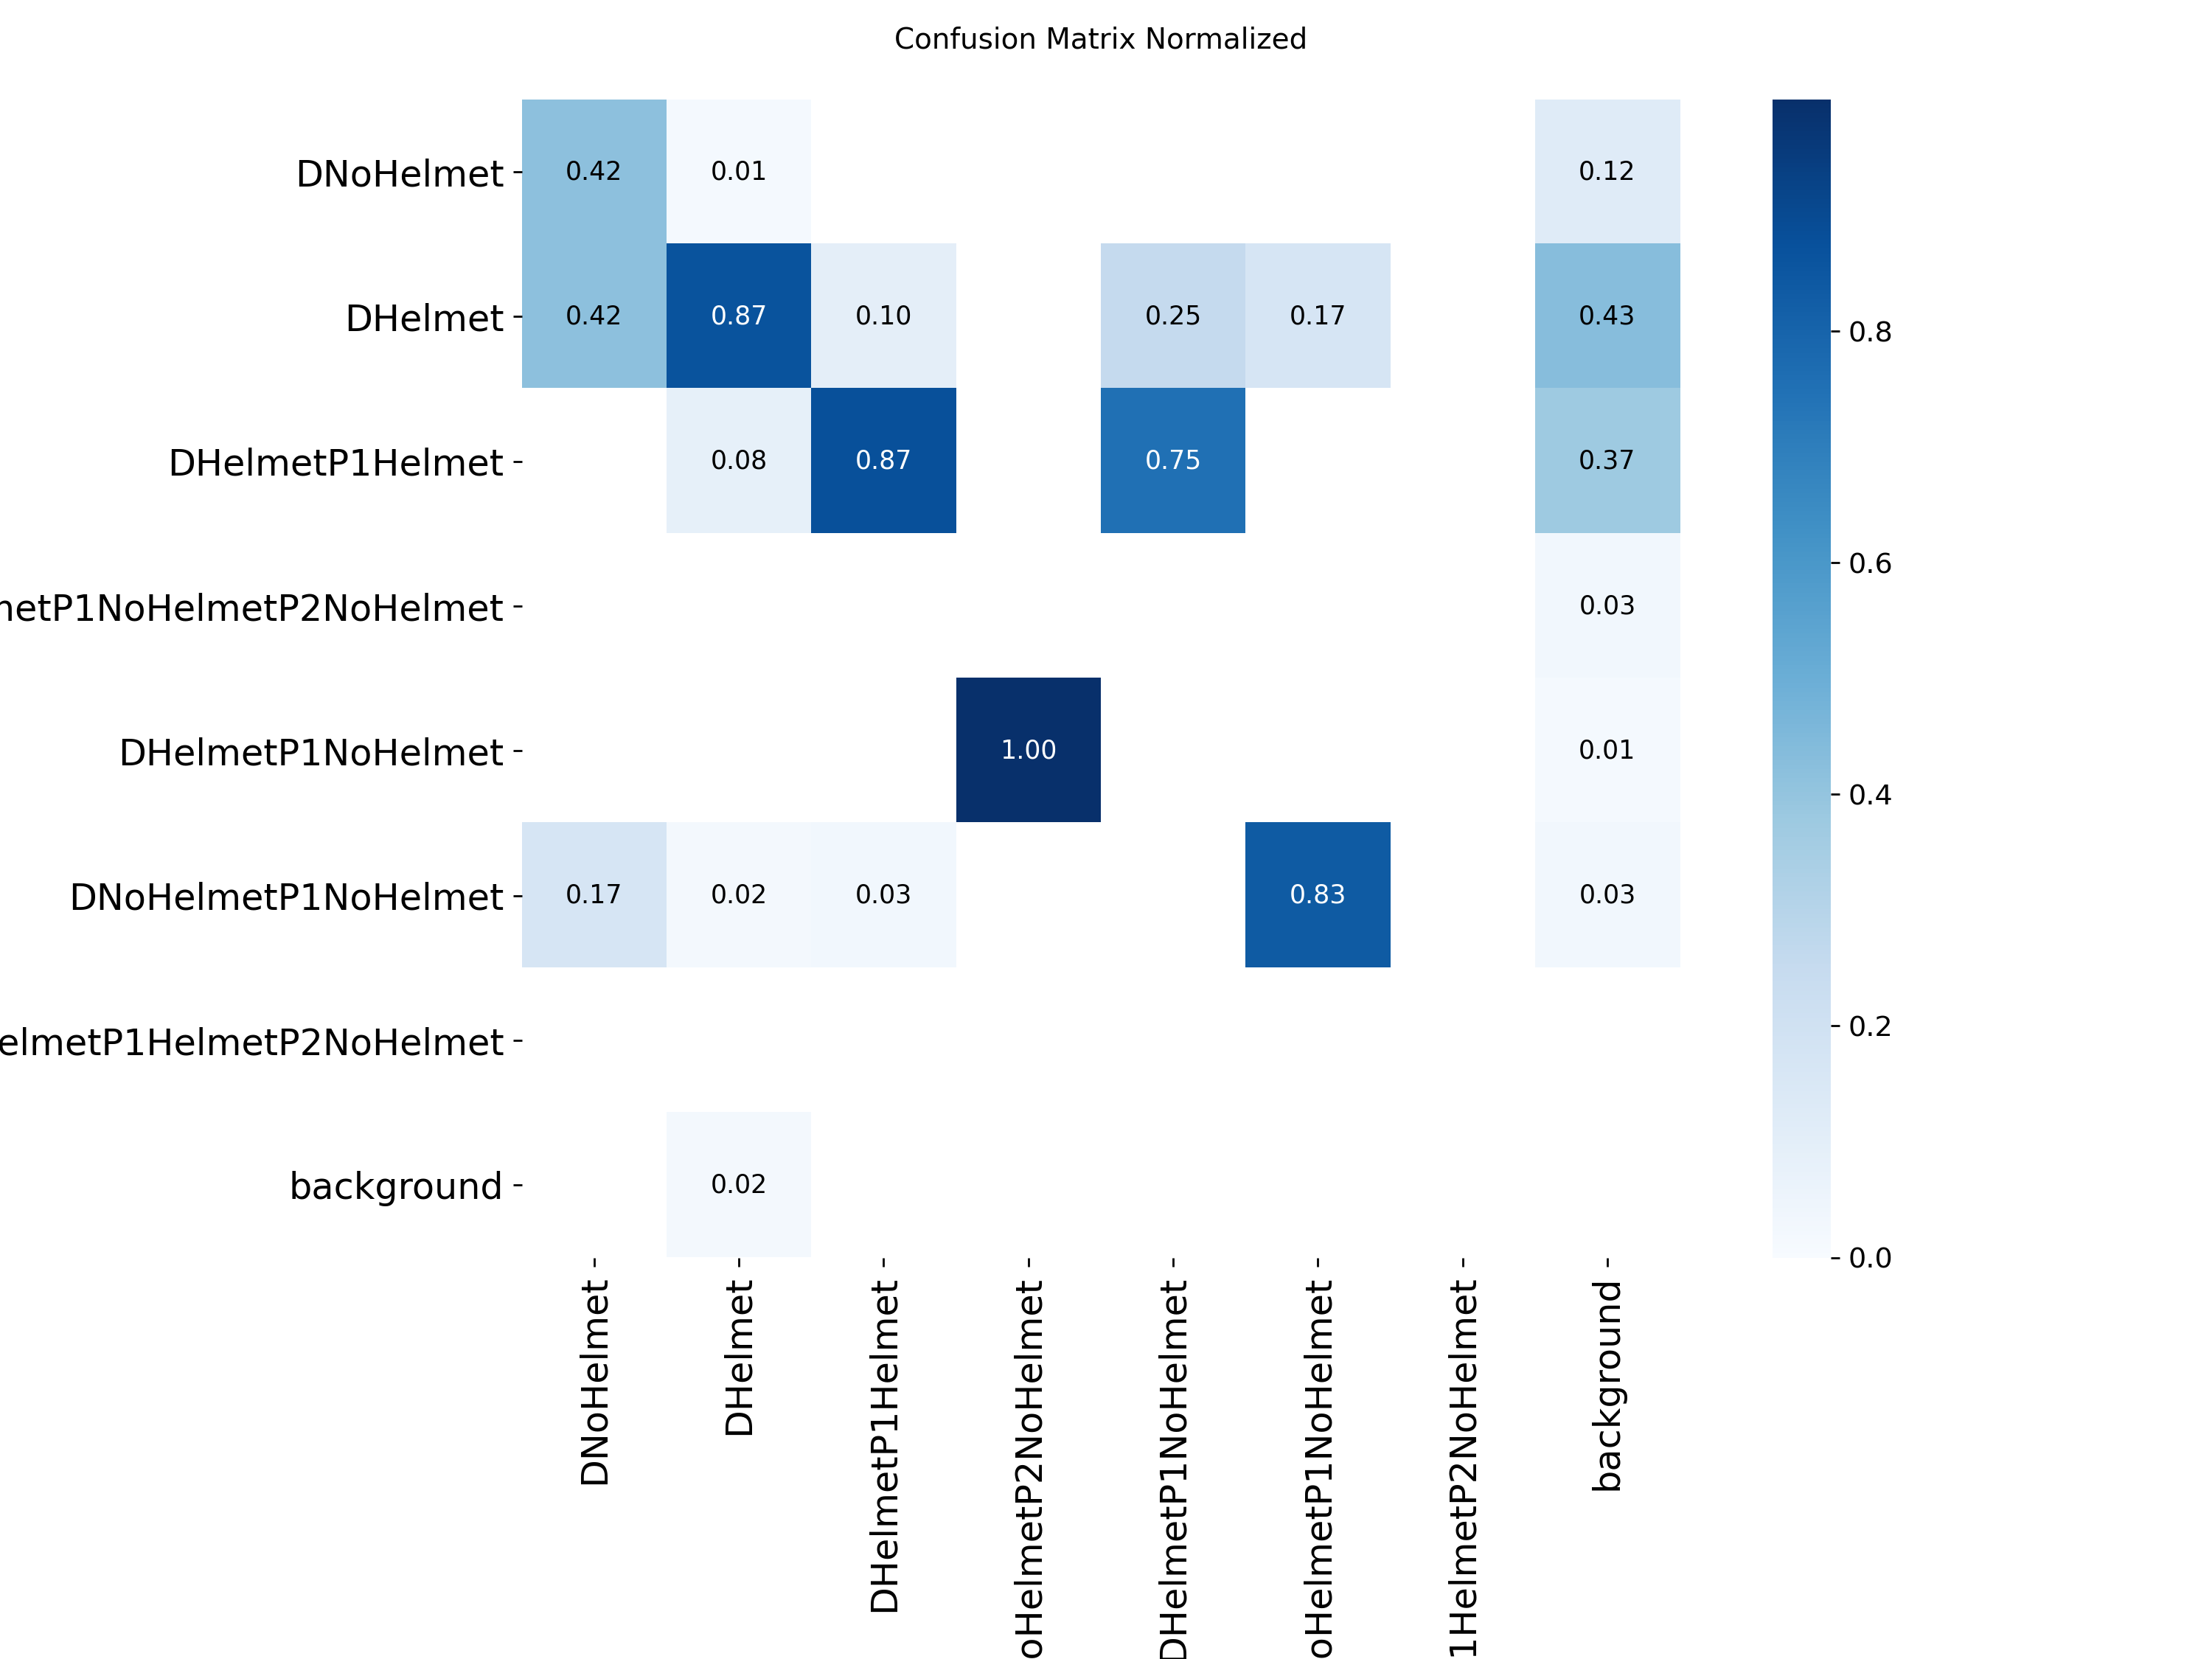 Confusion Matrix Normalized
DNoHelmet 0.42 0.01 0.12
DHelmet 0.42 0.87 0.10 0.25 0.17 0.43 0.8
DHelmetP1Helmet 0.08 0.87 0.75 0.37
metP1NoHelmetP2NoHelmet 0.03 0.6
DHelmetP1NoHelmet 1.00 0.01 0.4
DNoHelmetP1NoHelmet 0.17 0.02 0.03 0.83 0.03
elmetP1HelmetP2NoHelmet 0.2
background 0.02
0.0
DNoHelmet
DHelmet
DHelmetP1Helmet
oHelmetP2NoHelmet
DHelmetP1NoHelmet
oHelmetP1NoHelmet
1HelmetP2NoHelmet
background